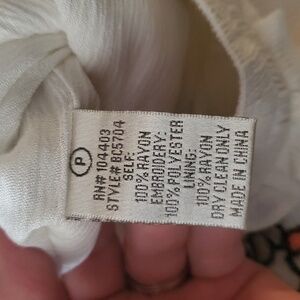 P
RN# 104403
STYLE# BC5704
SELF:
100% RAYON
EMBROIDERY:
100% POLYESTER
LINING:
100% RAYON
DRY CLEAN ONLY
MADE IN CHINA